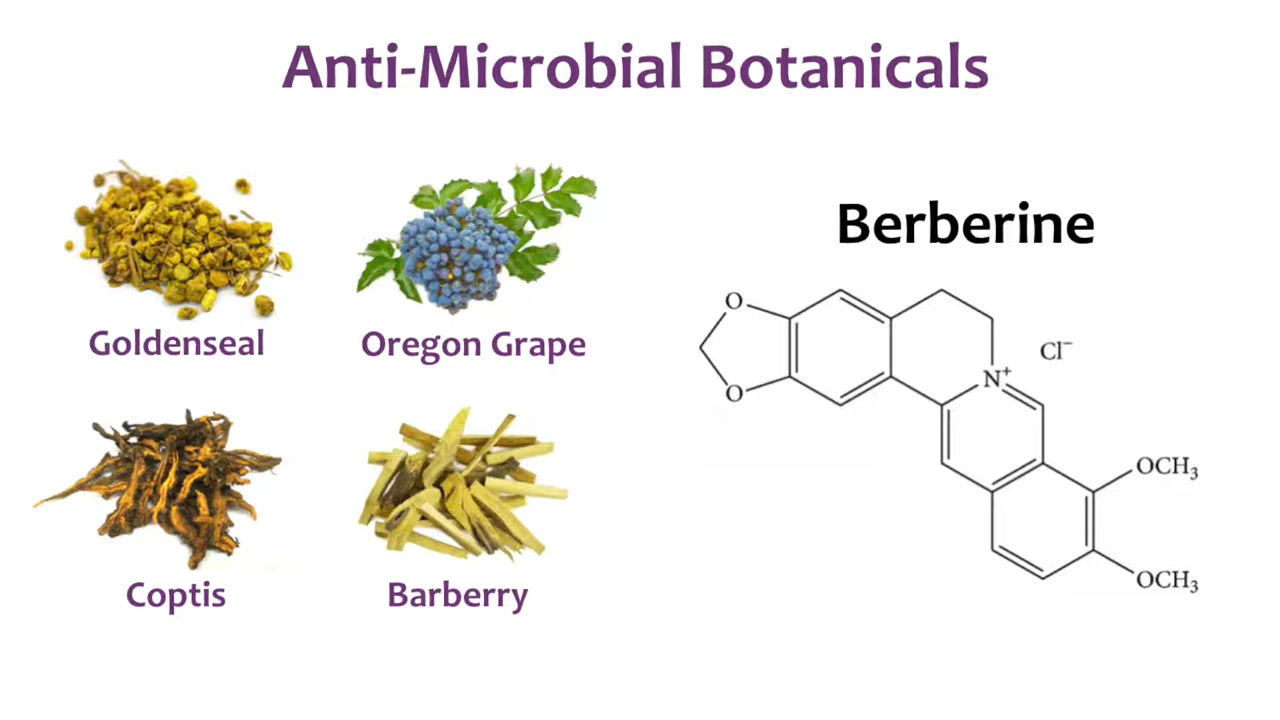 Anti-Microbial Botanicals
Goldenseal
Oregon Grape
Coptis
Barberry
Berberine
O
O
N⁺
Cl⁻
OCH₃
OCH₃